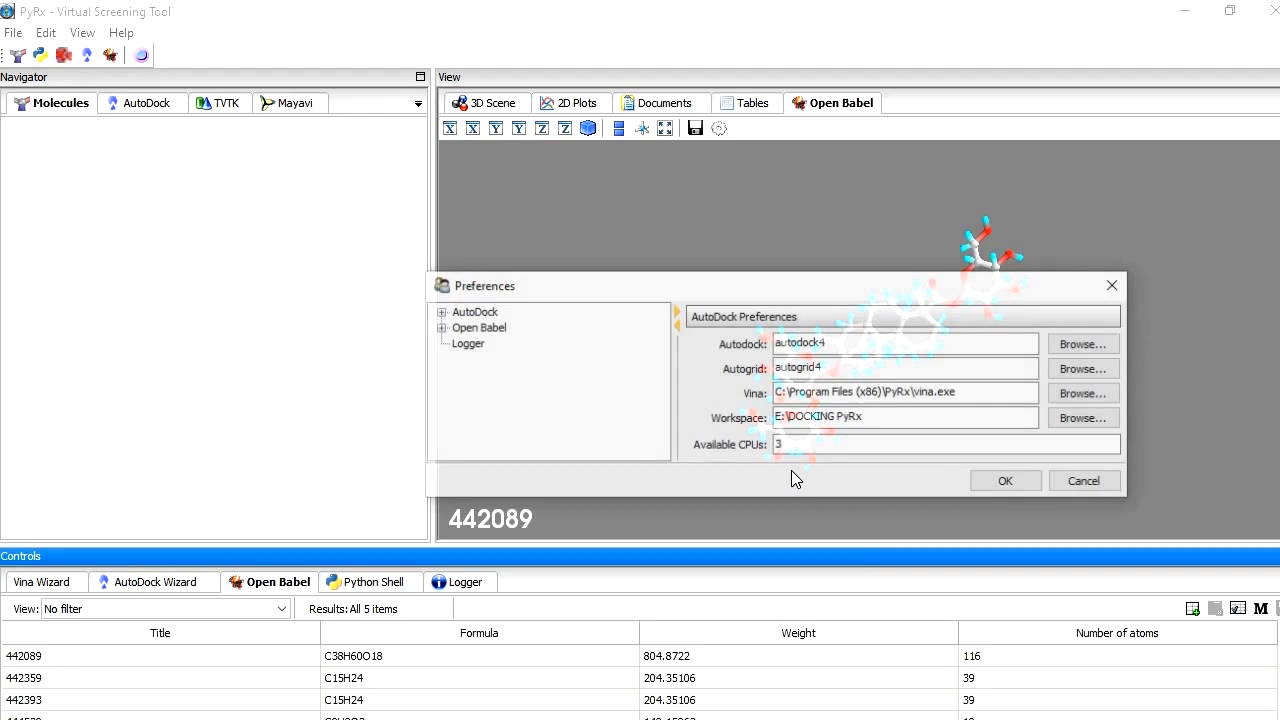 PyRx - Virtual Screening Tool
File Edit View Help
Navigator
View
Molecules AutoDock TVTK Mayavi
3D Scene 2D Plots Documents Tables Open Babel
X X Y Y Z Z
Preferences
AutoDock
Open Babel
Logger
AutoDock Preferences
Autodock: autodock4 Browse...
Autogrid: autogrid4 Browse...
Vina: C:\Program Files (x86)\PyRx\vina.exe Browse...
Workspace: E:\DOCKING PyRx Browse...
Available CPUs: 3
OK Cancel
442089
Controls
Vina Wizard AutoDock Wizard Open Babel Python Shell Logger
View: No filter Results: All 5 items M
Title Formula Weight Number of atoms
442089 C38H60O18 804.8722 116
442359 C15H24 204.35106 39
442393 C15H24 204.35106 39